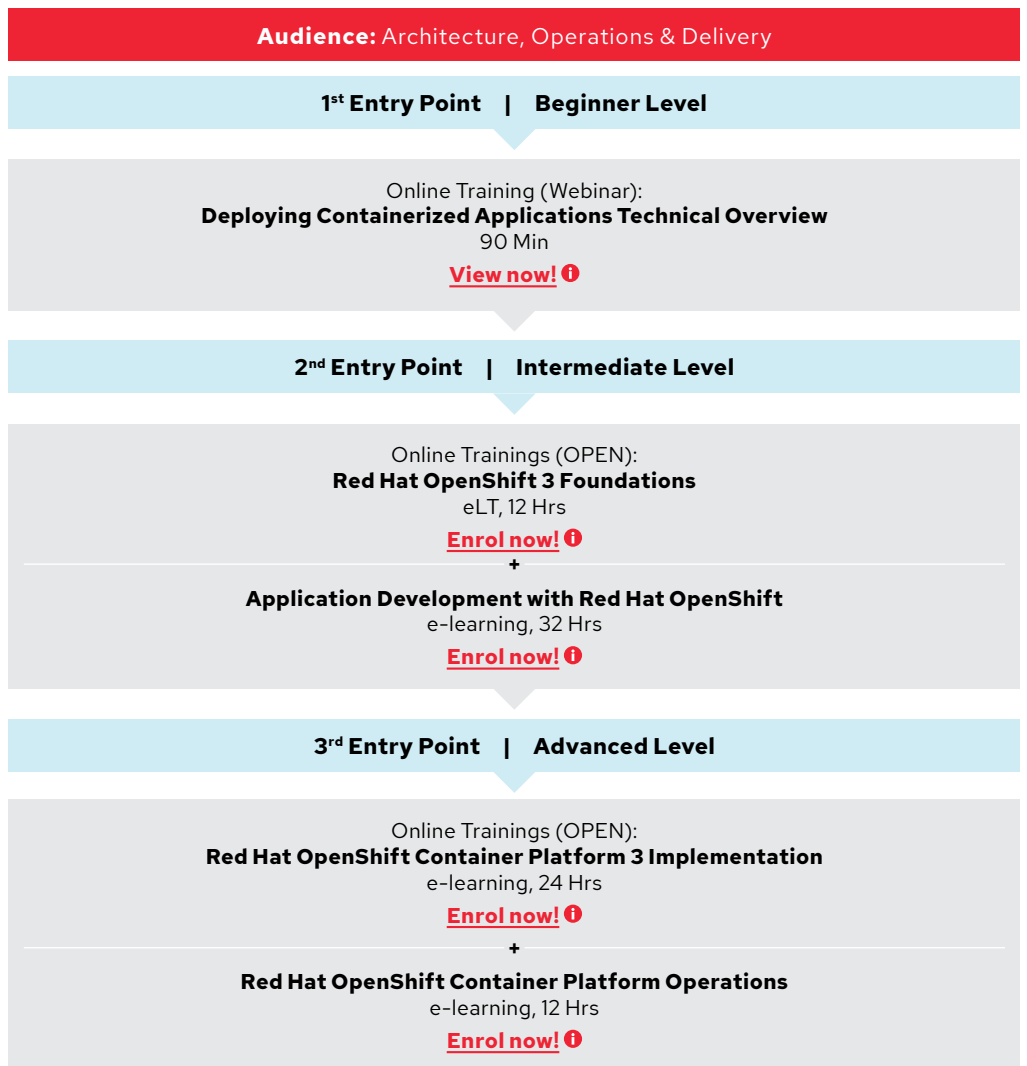 Audience: Architecture, Operations & Delivery
1st Entry Point | Beginner Level
Online Training (Webinar):
Deploying Containerized Applications Technical Overview
90 Min
View now!
2nd Entry Point | Intermediate Level
Online Trainings (OPEN):
Red Hat OpenShift 3 Foundations
eLT, 12 Hrs
Enrol now!
+
Application Development with Red Hat OpenShift
e-learning, 32 Hrs
Enrol now!
3rd Entry Point | Advanced Level
Online Trainings (OPEN):
Red Hat OpenShift Container Platform 3 Implementation
e-learning, 24 Hrs
Enrol now!
+
Red Hat OpenShift Container Platform Operations
e-learning, 12 Hrs
Enrol now!